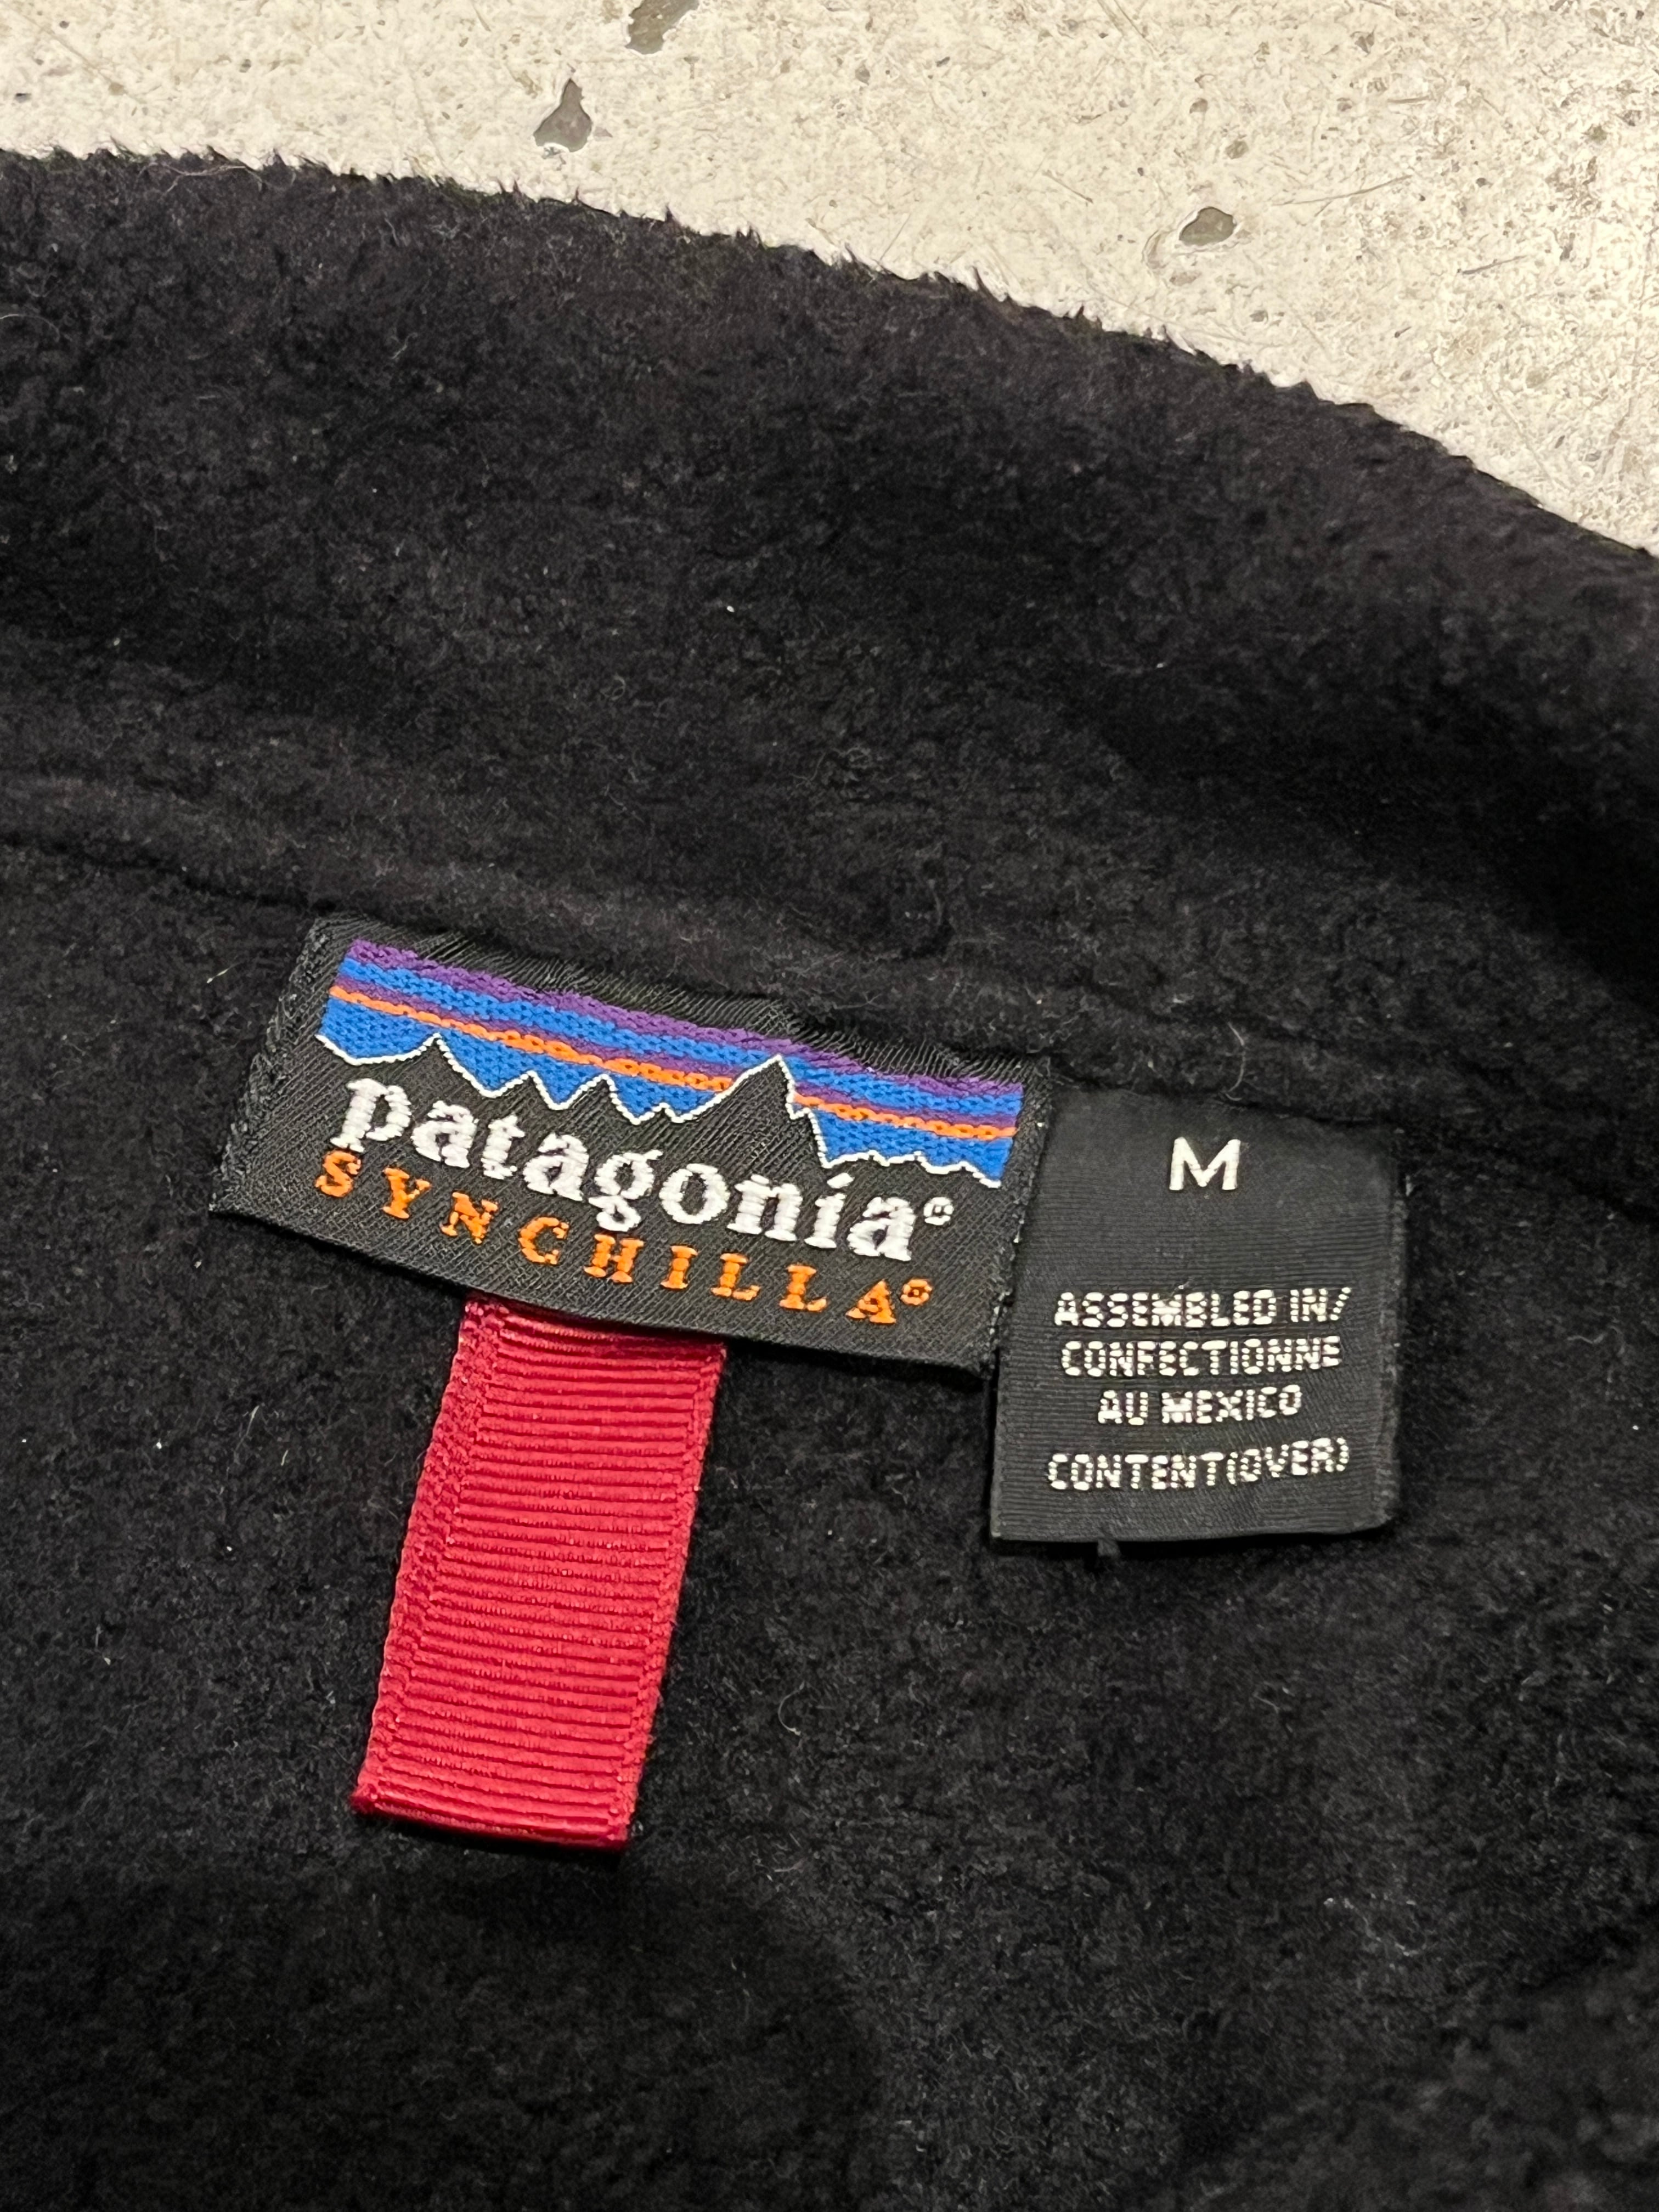 patagonia®
SYNCHILLA®
M
ASSEMBLED IN/
CONFECTIONNE
AU MEXICO
CONTENT(OVER)